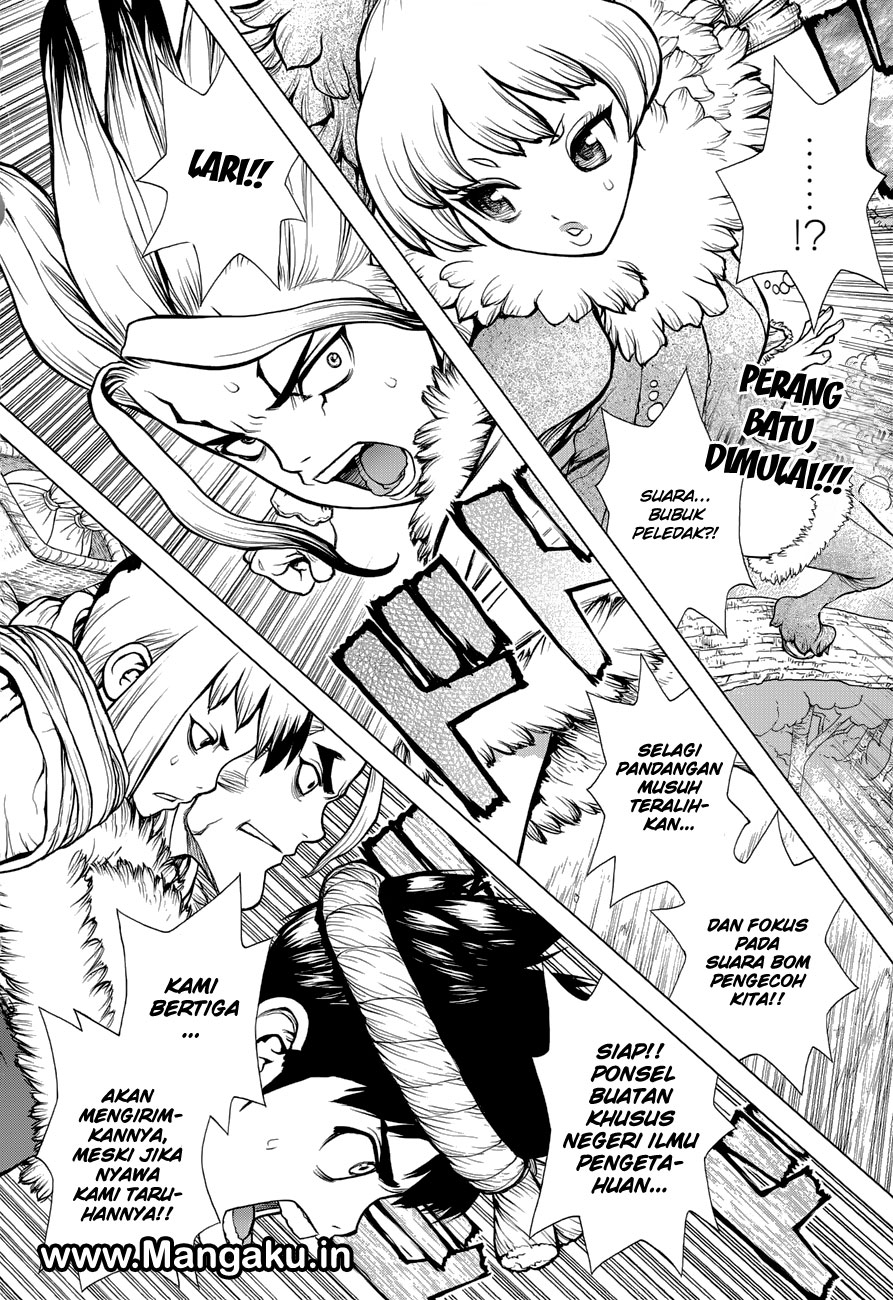 ......
!?
PERANG
BATU,
DIMULAI!!!
SUARA...
BUBUK
PELEDAK?!
LARI!!
SELAGI
PANDANGAN
MUSUH
TERALIH-
KAN...
DAN FOKUS
PADA
SUARA BOM
PENGECOH
KITA!!
SIAP!!
PONSEL
BUATAN
KHUSUS
NEGERI ILMU
PENGETA-
HUAN...
KAMI
BERTIGA
...
AKAN
MENGIRIM-
KANNYA,
MESKI JIKA
NYAWA
KAMI TARU-
HANNYA!!
ドド
www.Mangaku.in